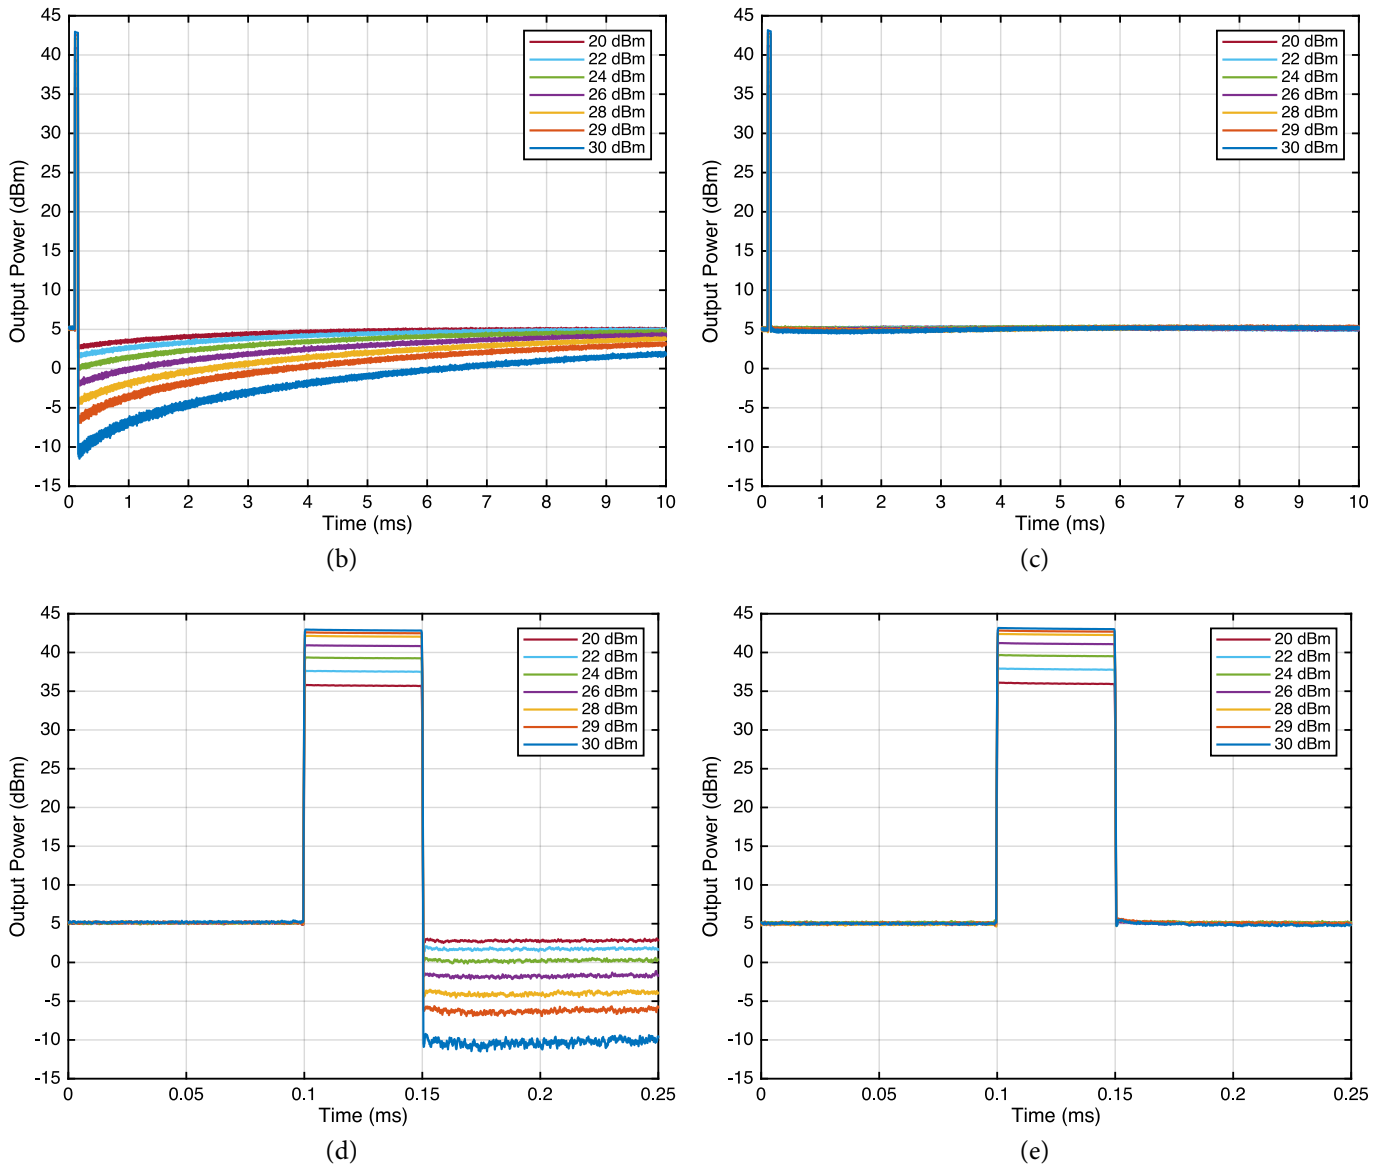 45
40
35
30
25
20
15
10
5
0
-5
-10
-15
Output Power (dBm)
20 dBm
22 dBm
24 dBm
26 dBm
28 dBm
29 dBm
30 dBm
0 1 2 3 4 5 6 7 8 9 10
Time (ms)
(b)
45
40
35
30
25
20
15
10
5
0
-5
-10
-15
Output Power (dBm)
20 dBm
22 dBm
24 dBm
26 dBm
28 dBm
29 dBm
30 dBm
0 1 2 3 4 5 6 7 8 9 10
Time (ms)
(c)
45
40
35
30
25
20
15
10
5
0
-5
-10
-15
Output Power (dBm)
20 dBm
22 dBm
24 dBm
26 dBm
28 dBm
29 dBm
30 dBm
0 0.05 0.1 0.15 0.2 0.25
Time (ms)
(d)
45
40
35
30
25
20
15
10
5
0
-5
-10
-15
Output Power (dBm)
20 dBm
22 dBm
24 dBm
26 dBm
28 dBm
29 dBm
30 dBm
0 0.05 0.1 0.15 0.2 0.25
Time (ms)
(e)